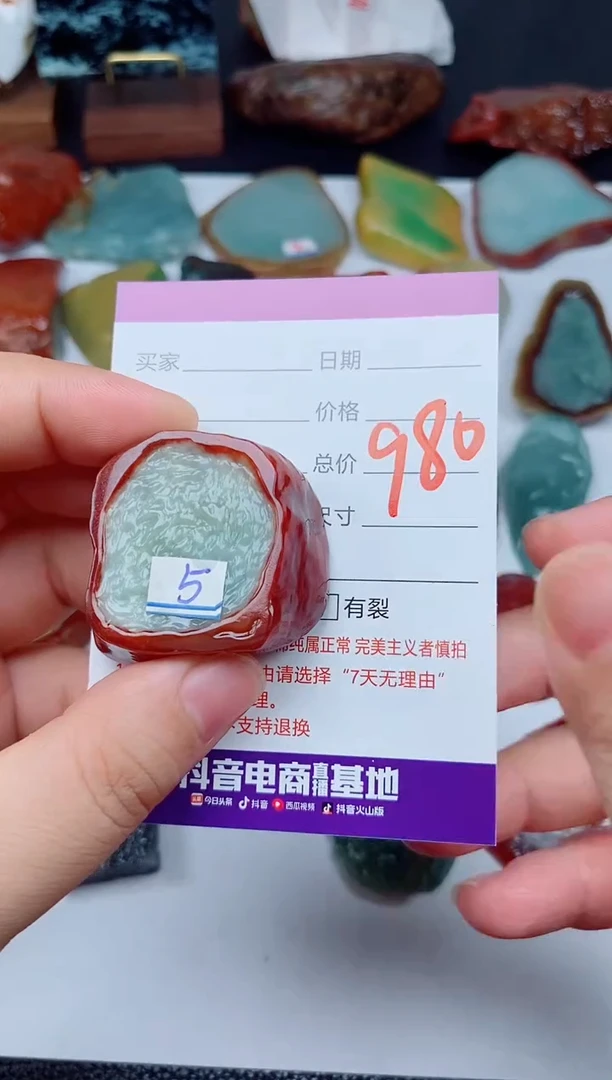 买家 日期
价格
980
总价
尺寸
5
有裂
纯属正常 完美主义者慎拍
由请选择“7天无理由”
理。
支持退换
抖音电商直播基地
今日头条 抖音 西瓜视频 抖音火山版